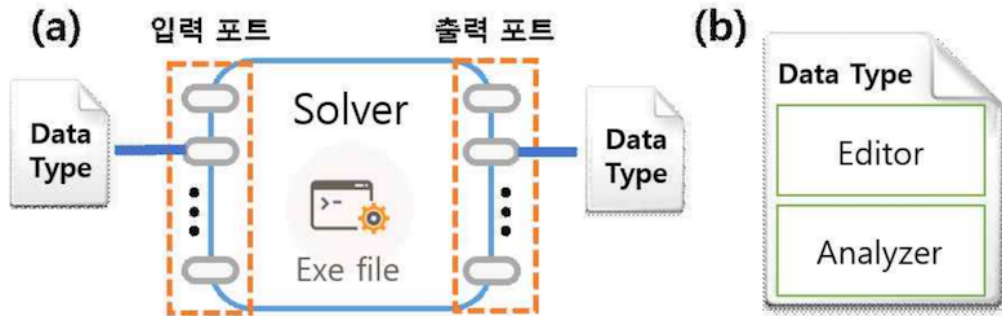 (a)
입력 포트
출력 포트
Data
Type
Solver
>-
Exe file
Data
Type
(b)
Data Type
Editor
Analyzer